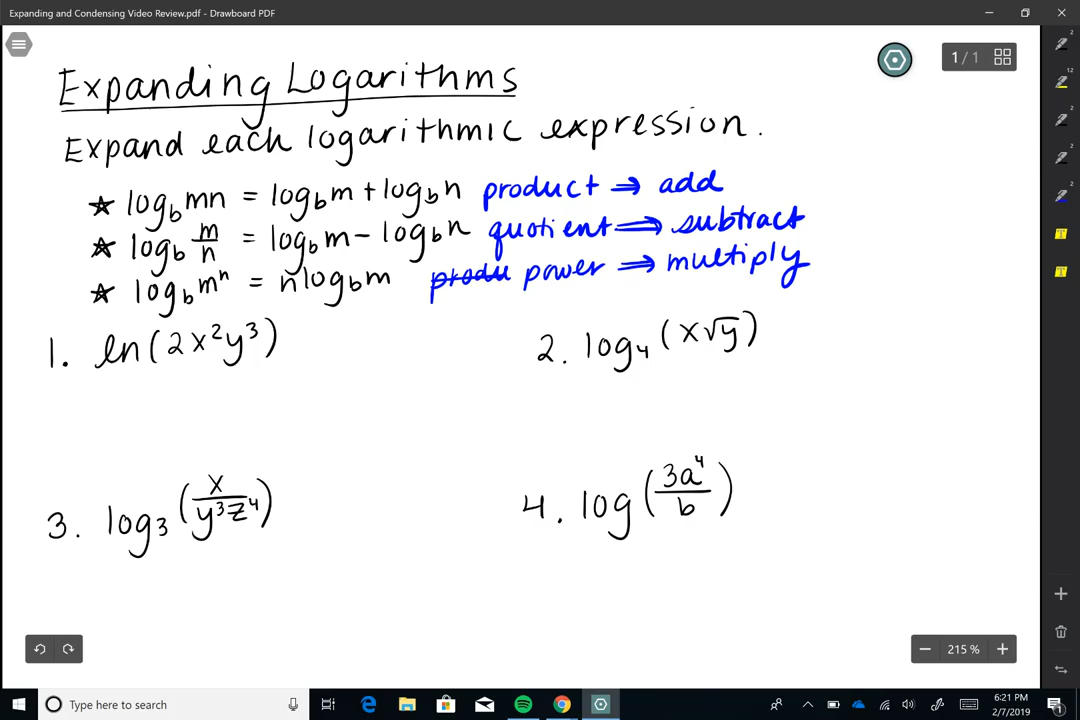 Expanding and Condensing Video Review.pdf - Drawboard PDF
1 / 1
Expanding Logarithms
Expand each logarithmic expression.
★ log_b mn = log_b m + log_b n product ⇒ add
★ log_b m/n = log_b m - log_b n quotient ⇒ subtract
★ log_b m^n = n log_b m produ power ⇒ multiply
1. ln(2x²y³)
2. log₄(x√y)
3. log₃(x/(y³z⁴))
4. log(3a⁴/b)
215 %
Type here to search
6:21 PM
2/7/2019